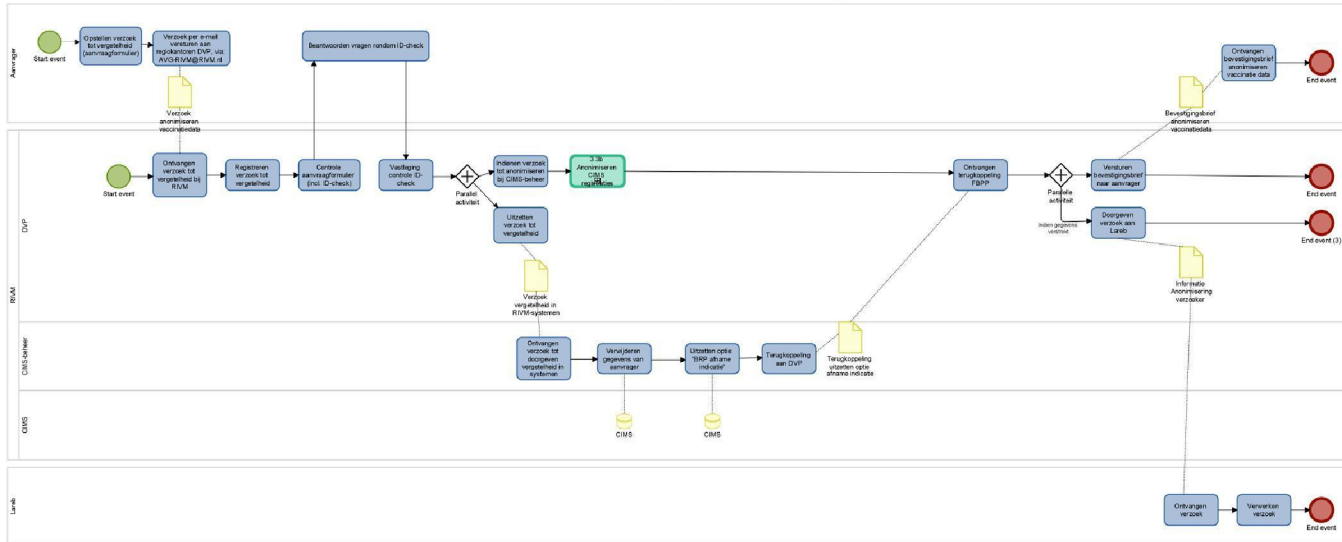 Aanvrager
Start event
Opstellen verzoek
tot vergetelheid
(aanvraagformulier)
Verzoek per e-mail
versturen aan
regiokantoren DVP, via
AVG-RIVM@RIVM.nl
Verzoek
anonimiseren
vaccinatiedata
Beantwoorden vragen rondom ID-check
Bevestigingsbrief
anonimiseren
vaccinatiedata
Ontvangen
bevestigingsbrief
anonimiseren
vaccinatie data
End event
RIVM
DVP
Start event
Ontvangen
verzoek tot
vergetelheid bij
RIVM
Registreren
verzoek tot
vergetelheid
Controle
aanvraagformulier
(incl. ID-check)
Vastlaging
controle ID-
check
Parallel
activiteit
Indienen verzoek
tot anonimiseren
bij CIMS-beheer
3.3b
Anonimiseren
CIMS
registraties
Uitzetten
verzoek tot
vergetelheid
Verzoek
vergetelheid in
RIVM-systemen
Ontvangen
terugkoppeling
FBPP
Parallelle
activiteit
Indien gegevens
verstrekt
Versturen
bevestigingsbrief
naar aanvrager
End event
Doorgeven
verzoek aan
Lareb
End event (3)
Informatie
Anonimisering
verzoeker
CIMS-beheer
Ontvangen
verzoek tot
doorgeven
vergetelheid in
systemen
Verwijderen
gegevens van
aanvrager
Uitzetten optie
"BRP afname
indicatie"
Terugkoppeling
aan DVP
Terugkoppeling
uitzetten optie
afname indicatie
CIMS
CIMS
CIMS
Lareb
Ontvangen
verzoek
Verwerken
verzoek
End event